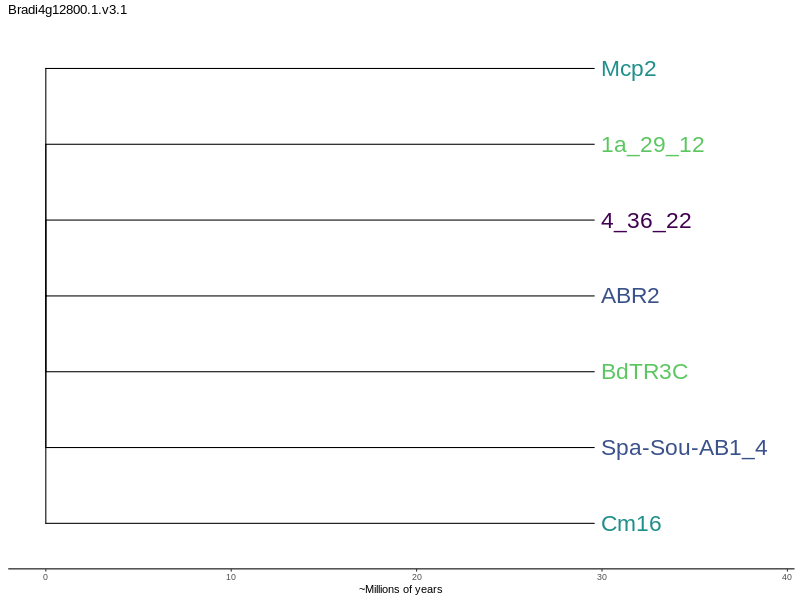 Bradi4g12800.1.v3.1
Mcp2
1a_29_12
4_36_22
ABR2
BdTR3C
Spa-Sou-AB1_4
Cm16
0 10 20 30 40
~Millions of years